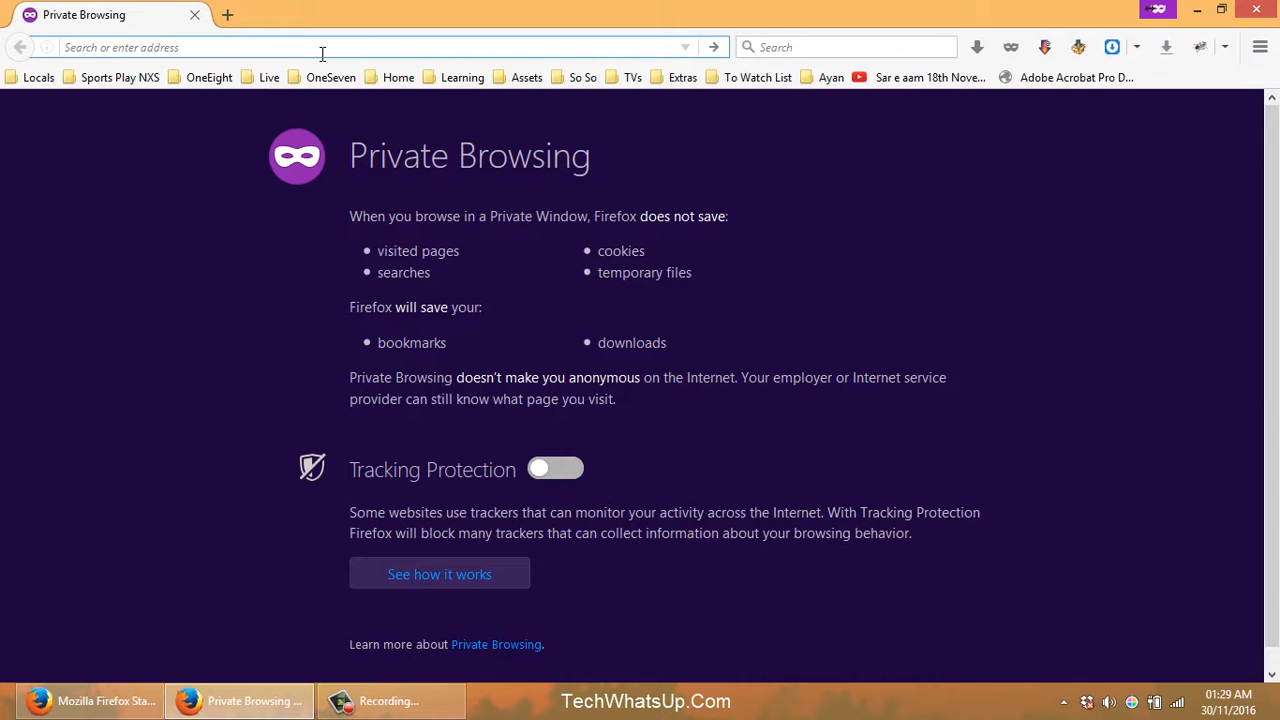 Private Browsing
Search or enter address
Search
Locals Sports Play NXS OneEight Live OneSeven Home Learning Assets So So TVs Extras To Watch List Ayan Sar e aam 18th Nove... Adobe Acrobat Pro D...
Private Browsing
When you browse in a Private Window, Firefox does not save:
• visited pages • cookies
• searches • temporary files
Firefox will save your:
• bookmarks • downloads
Private Browsing doesn't make you anonymous on the Internet. Your employer or Internet service
provider can still know what page you visit.
Tracking Protection
Some websites use trackers that can monitor your activity across the Internet. With Tracking Protection
Firefox will block many trackers that can collect information about your browsing behavior.
See how it works
Learn more about Private Browsing.
Mozilla Firefox Sta... Private Browsing ... Recording... TechWhatsUp.Com 01:29 AM
30/11/2016